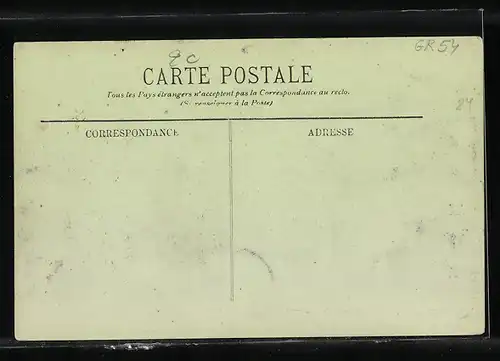 9c
GR54
CARTE POSTALE
Tous les Pays étrangers n'acceptent pas la Correspondance au recto.
(Se renseigner à la Poste)
24
CORRESPONDANCE
ADRESSE